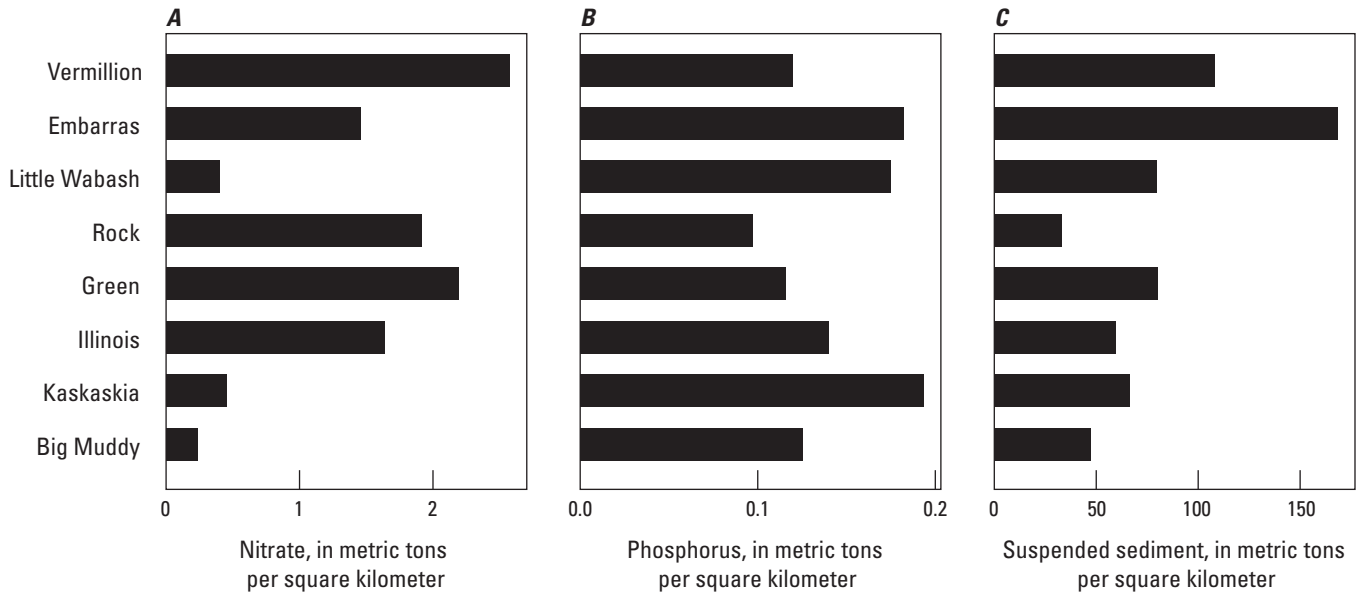 A
B
C
Vermillion
Embarras
Little Wabash
Rock
Green
Illinois
Kaskaskia
Big Muddy
0 1 2
0.0 0.1 0.2
0 50 100 150
Nitrate, in metric tons
per square kilometer
Phosphorus, in metric tons
per square kilometer
Suspended sediment, in metric tons
per square kilometer